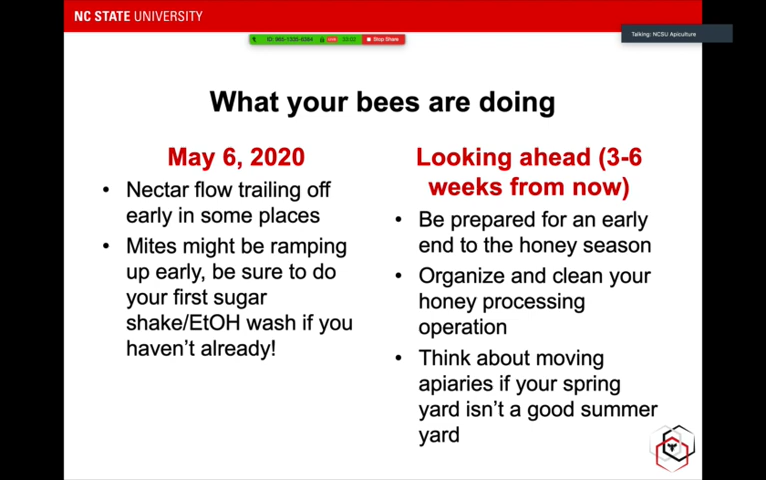 NC STATE UNIVERSITY
Talking: NCSU Apiculture
Stop Share
What your bees are doing
May 6, 2020
• Nectar flow trailing off
early in some places
• Mites might be ramping
up early, be sure to do
your first sugar
shake/EtOH wash if you
haven't already!
Looking ahead (3-6
weeks from now)
• Be prepared for an early
end to the honey season
• Organize and clean your
honey processing
operation
• Think about moving
apiaries if your spring
yard isn't a good summer
yard